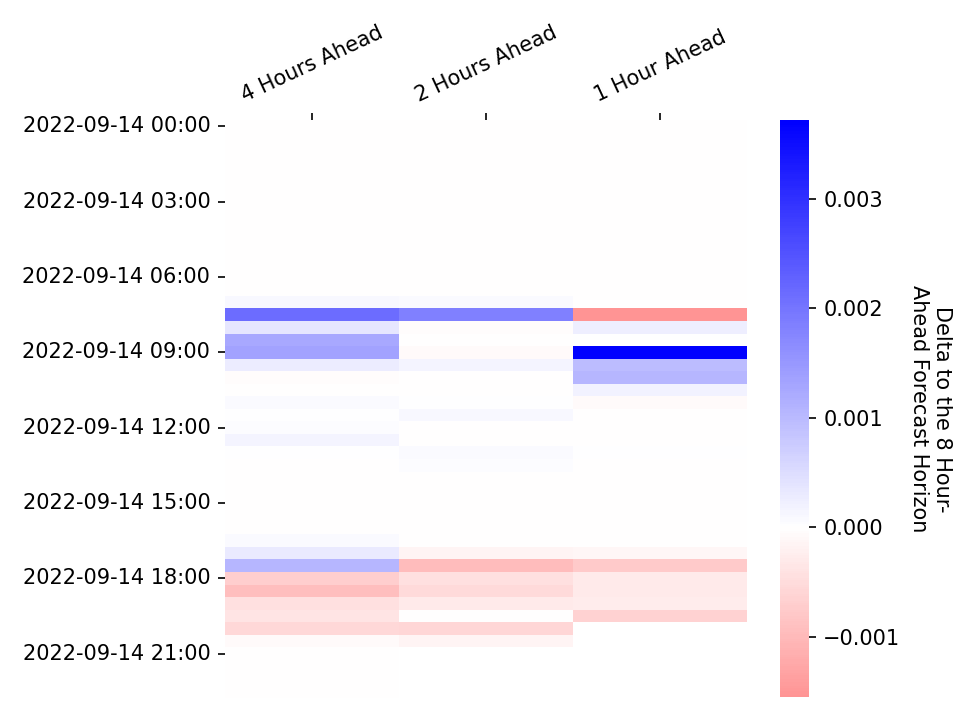 4 Hours Ahead
2 Hours Ahead
1 Hour Ahead
2022-09-14 00:00
2022-09-14 03:00
2022-09-14 06:00
2022-09-14 09:00
2022-09-14 12:00
2022-09-14 15:00
2022-09-14 18:00
2022-09-14 21:00
0.003
0.002
0.001
0.000
−0.001
Delta to the 8 Hour-
Ahead Forecast Horizon